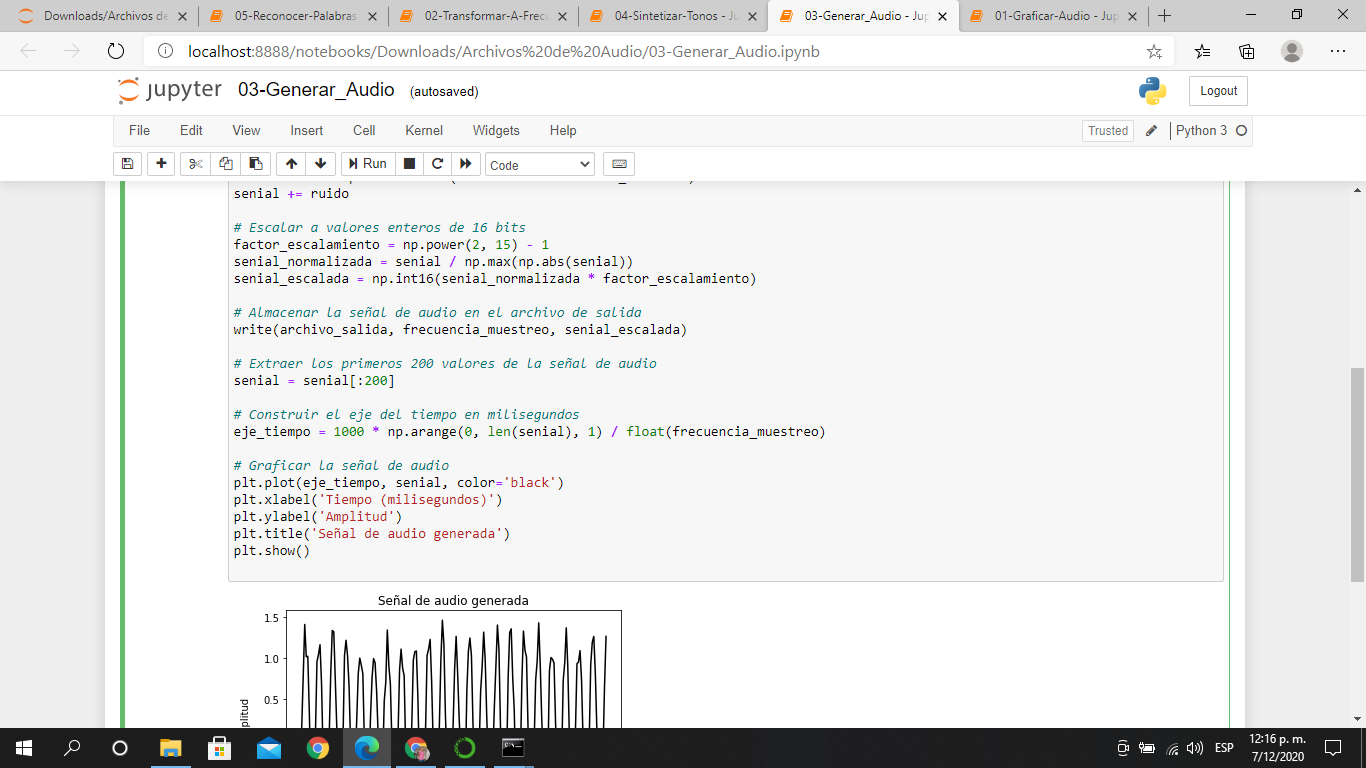 Downloads/Archivos de
05-Reconocer-Palabras
02-Transformar-A-Frecu
04-Sintetizar-Tonos - Ju
03-Generar_Audio - Jup
01-Graficar-Audio - Jup
localhost:8888/notebooks/Downloads/Archivos%20de%20Audio/03-Generar_Audio.ipynb
jupyter 03-Generar_Audio (autosaved)
Logout
File Edit View Insert Cell Kernel Widgets Help
Trusted
Python 3
Run
Code
senial += ruido
# Escalar a valores enteros de 16 bits
factor_escalamiento = np.power(2, 15) - 1
senial_normalizada = senial / np.max(np.abs(senial))
senial_escalada = np.int16(senial_normalizada * factor_escalamiento)
# Almacenar la señal de audio en el archivo de salida
write(archivo_salida, frecuencia_muestreo, senial_escalada)
# Extraer los primeros 200 valores de la señal de audio
senial = senial[:200]
# Construir el eje del tiempo en milisegundos
eje_tiempo = 1000 * np.arange(0, len(senial), 1) / float(frecuencia_muestreo)
# Graficar la señal de audio
plt.plot(eje_tiempo, senial, color='black')
plt.xlabel('Tiempo (milisegundos)')
plt.ylabel('Amplitud')
plt.title('Señal de audio generada')
plt.show()
Señal de audio generada
1.5
1.0
0.5
plitud
ESP
12:16 p. m.
7/12/2020